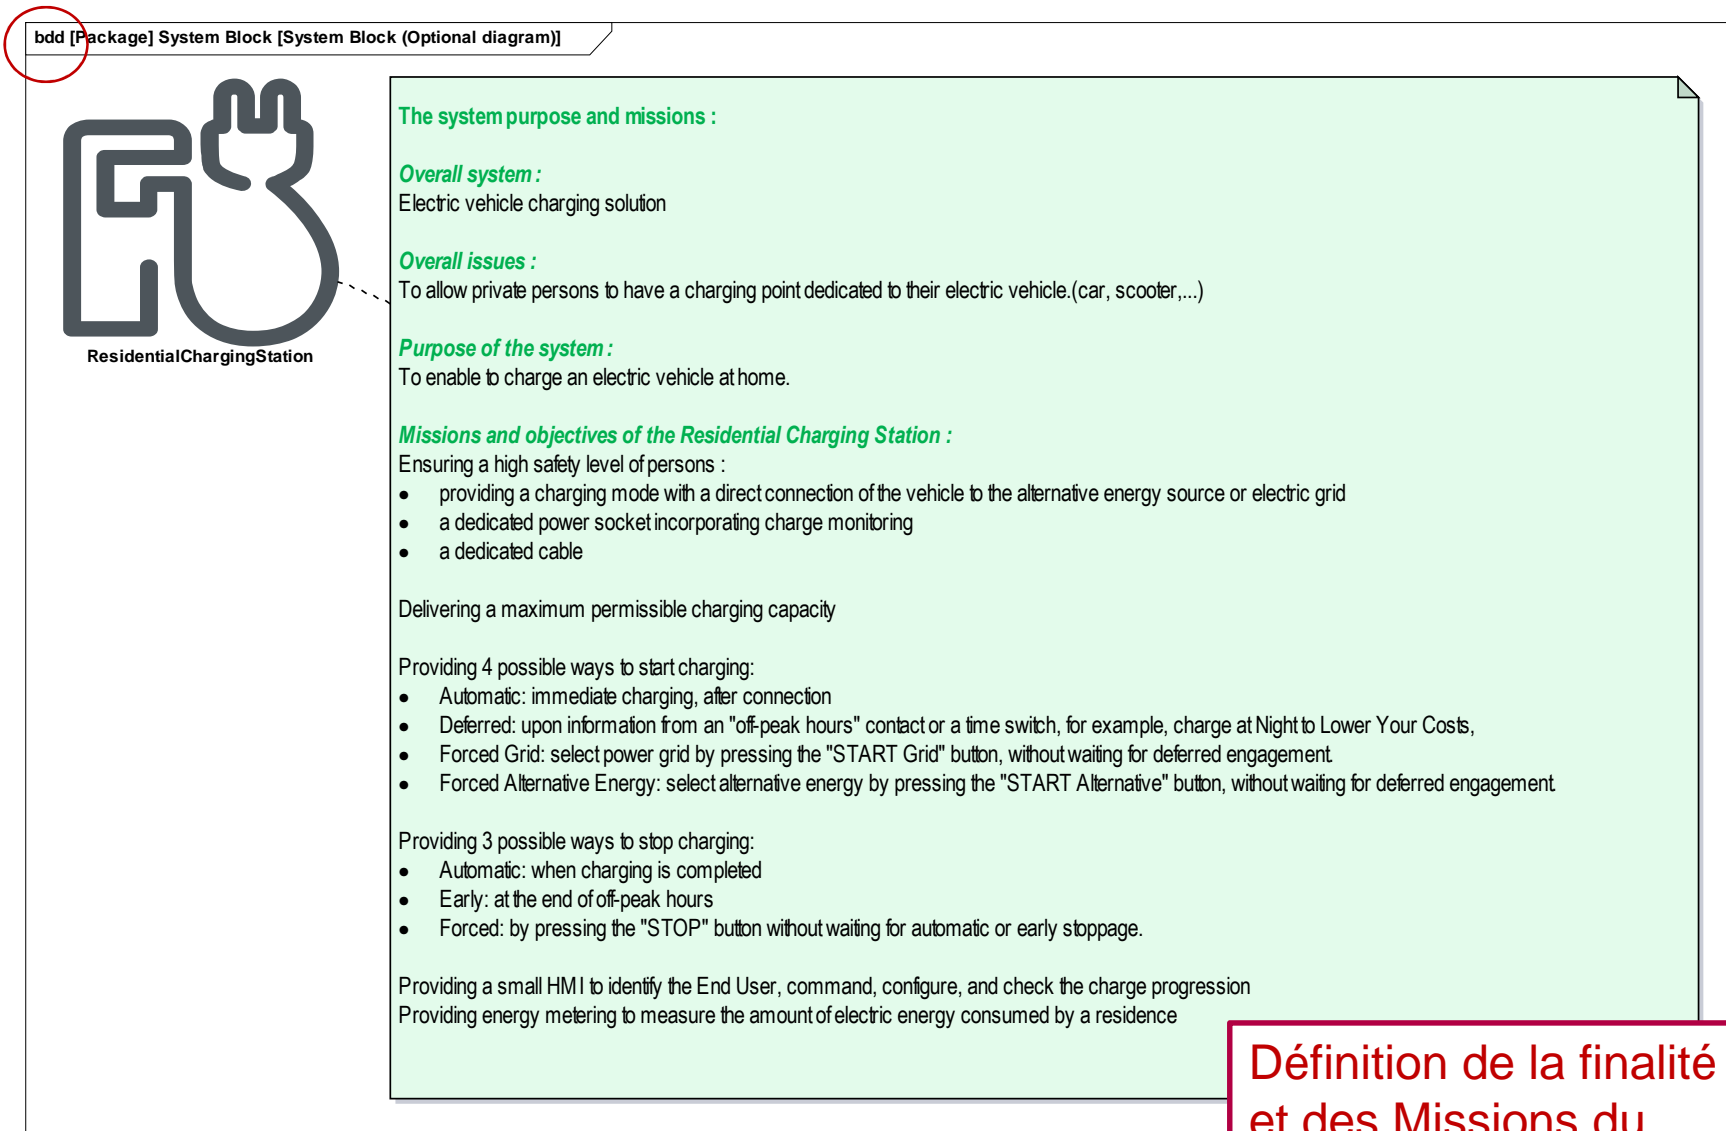 bdd [Package] System Block [System Block (Optional diagram)]
ResidentialChargingStation
The system purpose and missions :
Overall system :
Electric vehicle charging solution
Overall issues :
To allow private persons to have a charging point dedicated to their electric vehicle.(car, scooter,...)
Purpose of the system :
To enable to charge an electric vehicle at home.
Missions and objectives of the Residential Charging Station :
Ensuring a high safety level of persons :
● providing a charging mode with a direct connection of the vehicle to the alternative energy source or electric grid
● a dedicated power socket incorporating charge monitoring
● a dedicated cable
Delivering a maximum permissible charging capacity
Providing 4 possible ways to start charging:
● Automatic: immediate charging, after connection
● Deferred: upon information from an "off-peak hours" contact or a time switch, for example, charge at Night to Lower Your Costs,
● Forced Grid: select power grid by pressing the "START Grid" button, without waiting for deferred engagement.
● Forced Alternative Energy: select alternative energy by pressing the "START Alternative" button, without waiting for deferred engagement.
Providing 3 possible ways to stop charging:
● Automatic: when charging is completed
● Early: at the end of off-peak hours
● Forced: by pressing the "STOP" button without waiting for automatic or early stoppage.
Providing a small HMI to identify the End User, command, configure, and check the charge progression
Providing energy metering to measure the amount of electric energy consumed by a residence
Définition de la finalité
et des Missions du